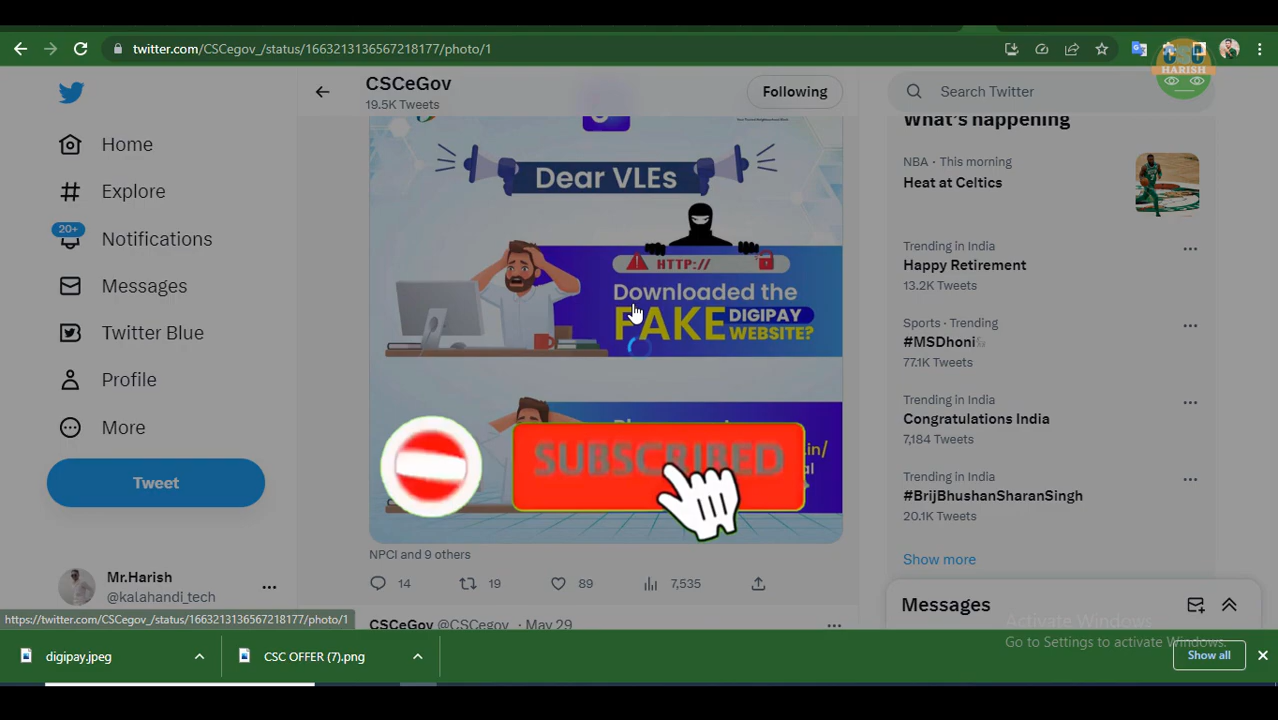 twitter.com/CSCegov_/status/1663213136567218177/photo/1
CSC
HARISH
CSCeGov
19.5K Tweets
Following
Search Twitter
Home
Explore
20+
Notifications
Messages
Twitter Blue
Profile
More
Tweet
Mr.Harish
@kalahandi_tech
Dear VLEs
HTTP://
Downloaded the
FAKE DIGIPAY
WEBSITE?
SUBSCRIBED
NPCI and 9 others
14
19
89
7,535
CSCeGov @CSCegov_ · May 29
What's happening
NBA · This morning
Heat at Celtics
Trending in India
Happy Retirement
13.2K Tweets
Sports · Trending
#MSDhoni
77.1K Tweets
Trending in India
Congratulations India
7,184 Tweets
Trending in India
#BrijBhushanSharanSingh
20.1K Tweets
Show more
Messages
Activate Windows
Go to Settings to activate Windows.
https://twitter.com/CSCegov_/status/1663213136567218177/photo/1
digipay.jpeg
CSC OFFER (7).png
Show all